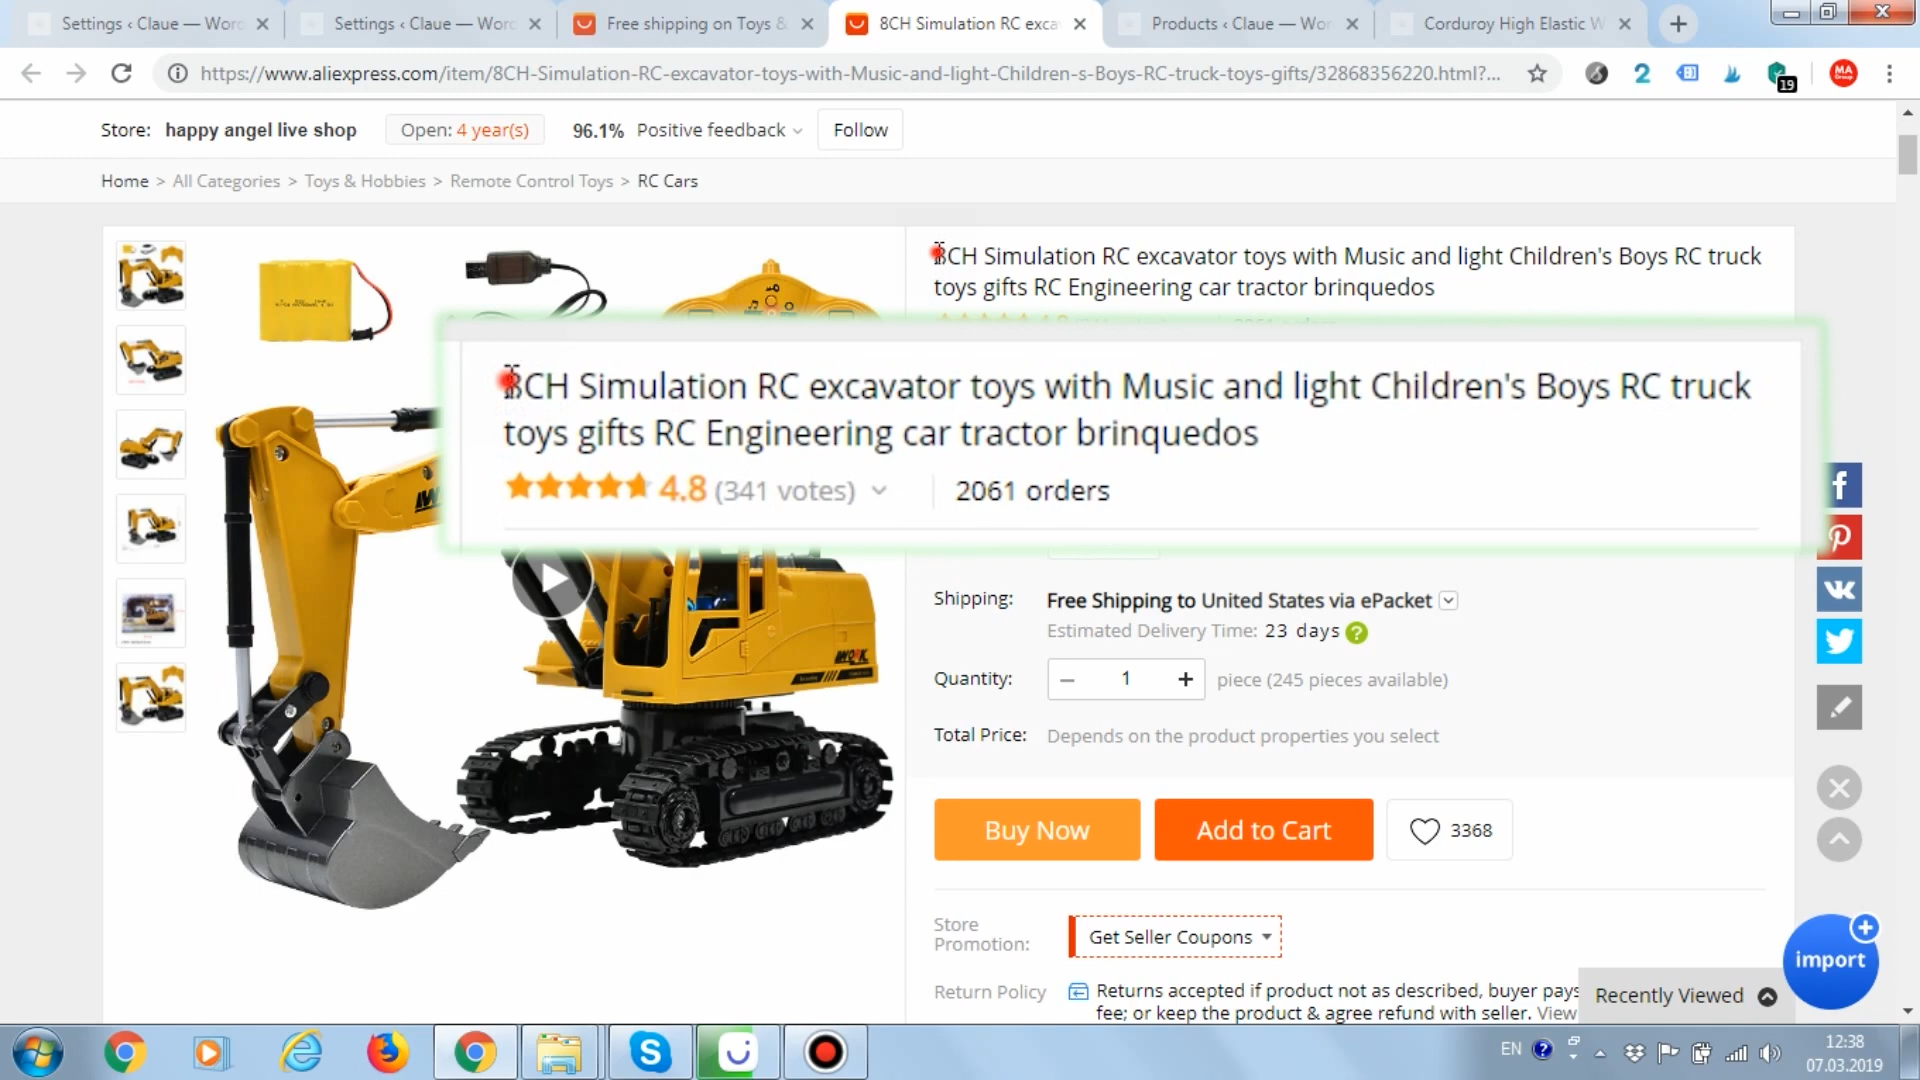 Settings ‹ Claue — Word
Settings ‹ Claue — Word
Free shipping on Toys &
8CH Simulation RC exca
Products ‹ Claue — Wor
Corduroy High Elastic W
https://www.aliexpress.com/item/8CH-Simulation-RC-excavator-toys-with-Music-and-light-Children-s-Boys-RC-truck-toys-gifts/32868356220.html?...
2
19
MA
Group
Store: happy angel live shop Open: 4 year(s) 96.1% Positive feedback Follow
Home > All Categories > Toys & Hobbies > Remote Control Toys > RC Cars
8CH Simulation RC excavator toys with Music and light Children's Boys RC truck
toys gifts RC Engineering car tractor brinquedos
8CH Simulation RC excavator toys with Music and light Children's Boys RC truck
toys gifts RC Engineering car tractor brinquedos
4.8 (341 votes) 2061 orders
Shipping: Free Shipping to United States via ePacket
Estimated Delivery Time: 23 days ?
Quantity: − 1 + piece (245 pieces available)
Total Price: Depends on the product properties you select
Buy Now
Add to Cart
3368
Store
Promotion:
Get Seller Coupons
import
Return Policy Returns accepted if product not as described, buyer pays
fee; or keep the product & agree refund with seller. View
Recently Viewed
EN
12:38
07.03.2019